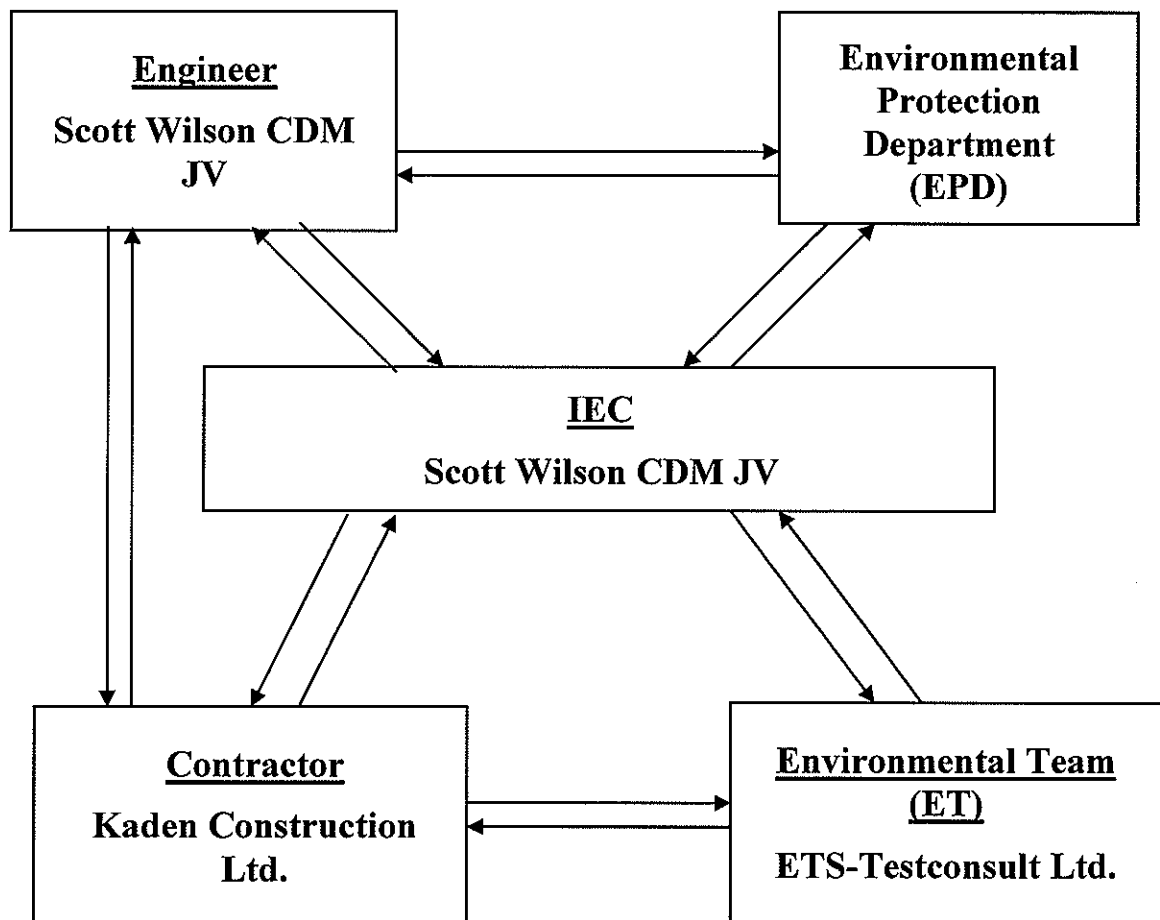 Engineer
Scott Wilson CDM
JV
Environmental
Protection
Department
(EPD)
IEC
Scott Wilson CDM JV
Contractor
Kaden Construction
Ltd.
Environmental Team
(ET)
ETS-Testconsult Ltd.